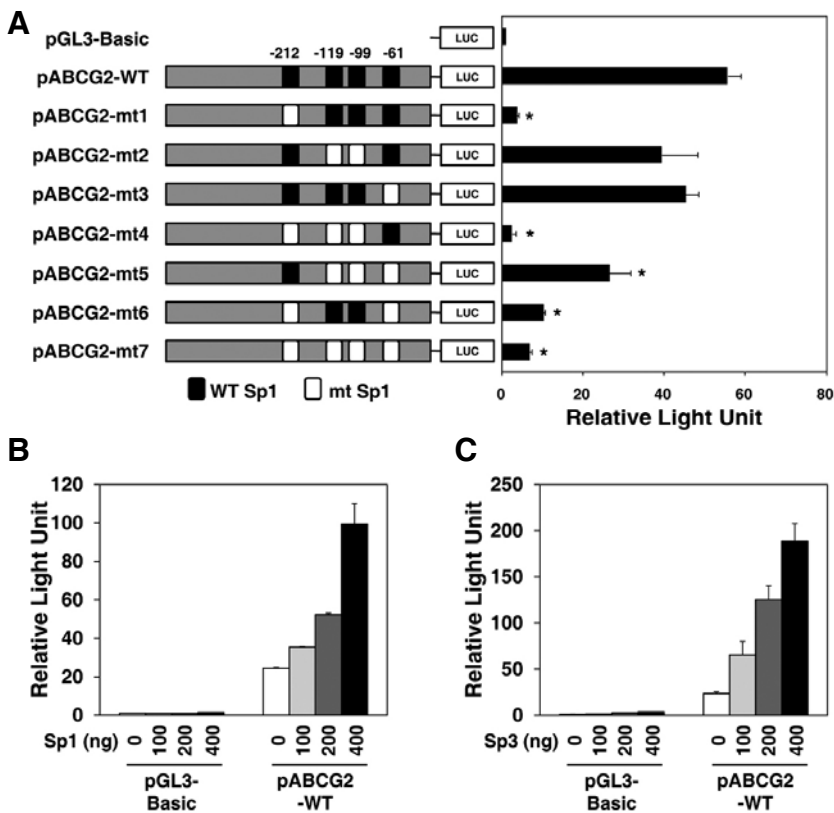 A
pGL3-Basic LUC
-212 -119 -99 -61
pABCG2-WT LUC
pABCG2-mt1 LUC *
pABCG2-mt2 LUC
pABCG2-mt3 LUC
pABCG2-mt4 LUC *
pABCG2-mt5 LUC *
pABCG2-mt6 LUC *
pABCG2-mt7 LUC *
WT Sp1 mt Sp1
0 20 40 60 80
Relative Light Unit
B
Relative Light Unit
120
100
80
60
40
20
0
Sp1 (ng) 0 100 200 400 0 100 200 400
pGL3-
Basic
pABCG2
-WT
C
Relative Light Unit
250
200
150
100
50
0
Sp3 (ng) 0 100 200 400 0 100 200 400
pGL3-
Basic
pABCG2
-WT